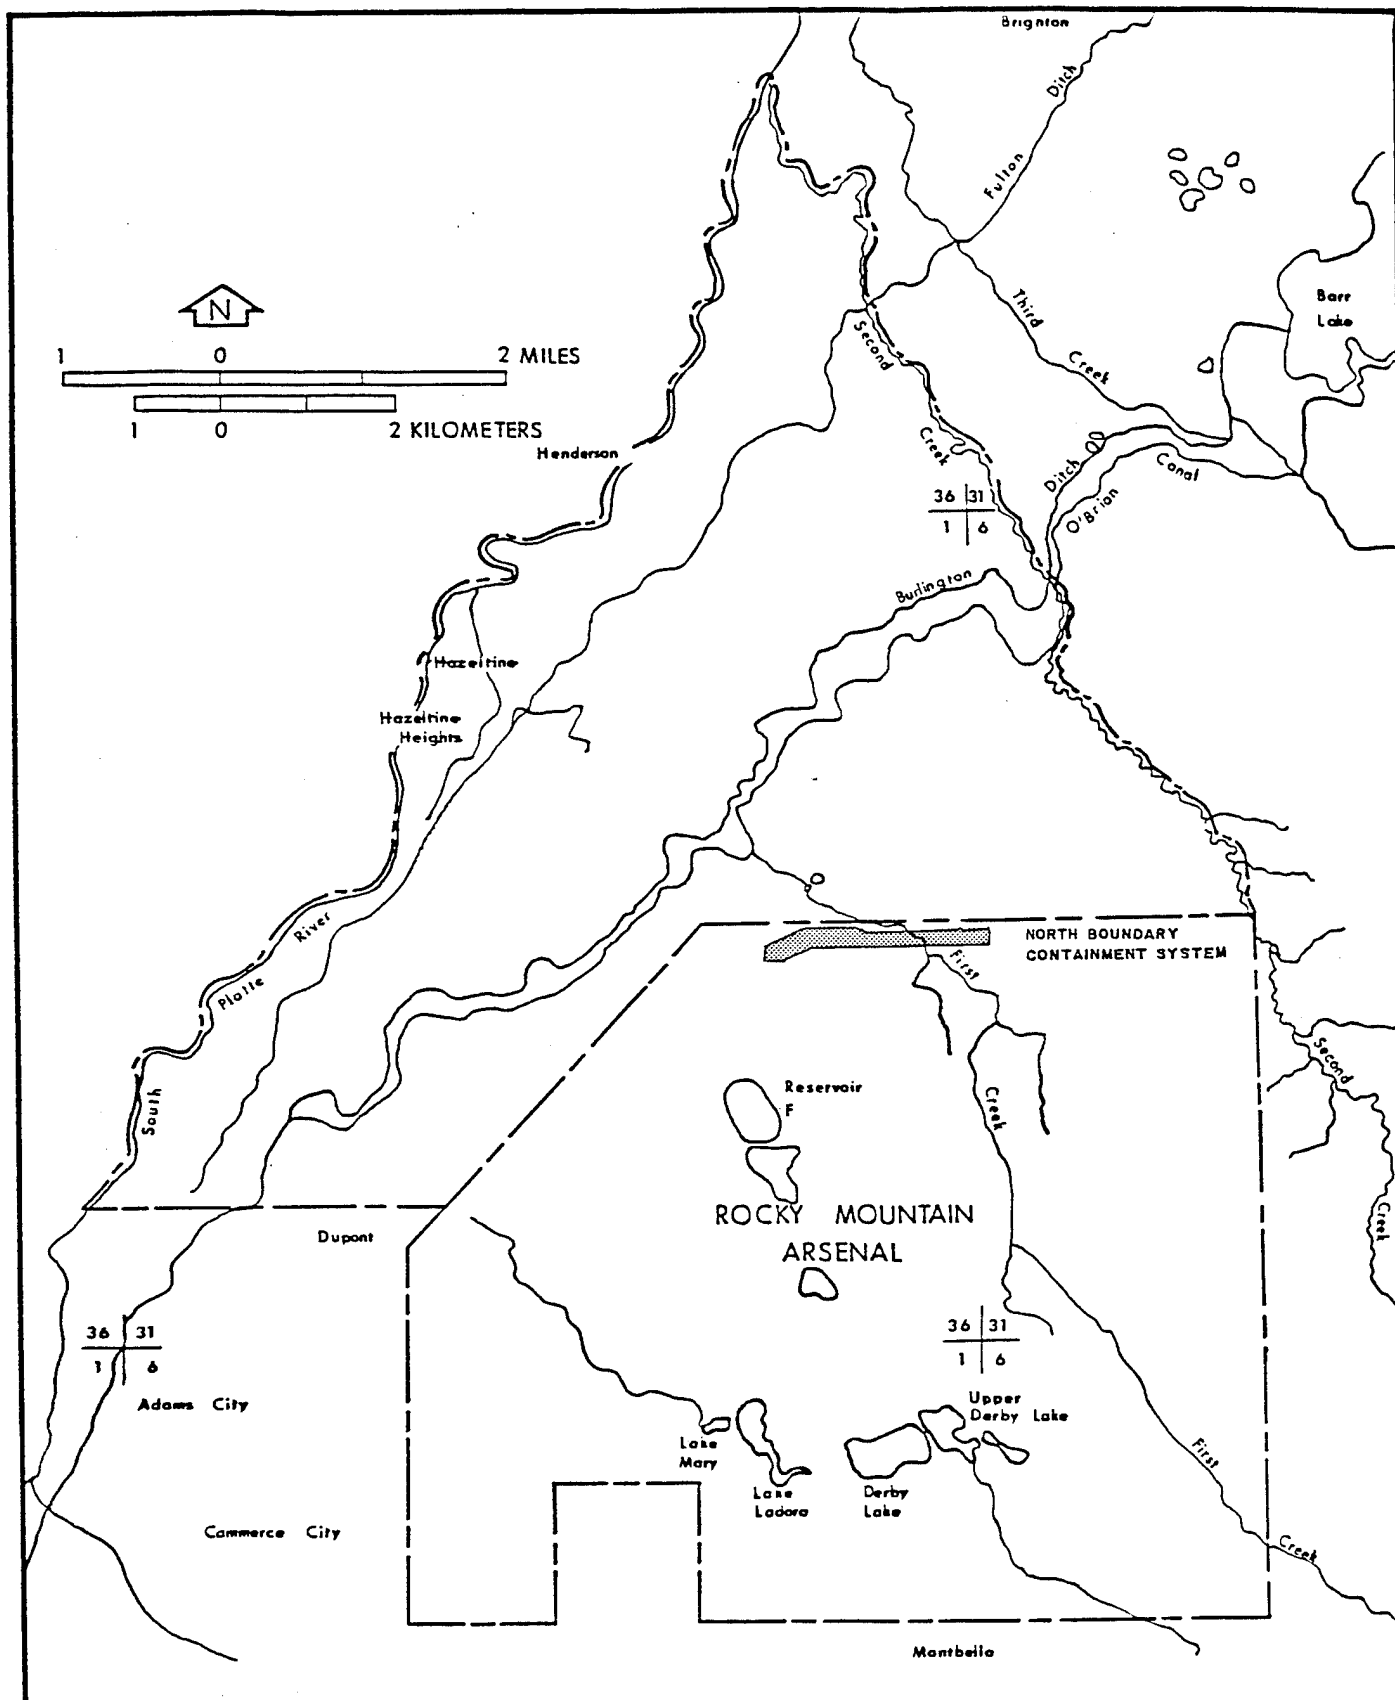 Brighton
Ditch
Fulton
Barr
Lake
Third
Creek
Second
Creek
N
1 0 2 MILES
1 0 2 KILOMETERS
Henderson
Ditch
Canal
O'Brian
36 31
1 6
Burlington
Hazeltine
Hazeltine
Heights
River
Platte
South
NORTH BOUNDARY
CONTAINMENT SYSTEM
First
Creek
Second
Creek
Reservoir
F
ROCKY MOUNTAIN
ARSENAL
Dupont
36 31
1 6
36 31
1 6
Adams City
Upper
Derby Lake
Lake
Mary
Lake
Ladora
Derby
Lake
First
Creek
Cammerce City
Mantbello